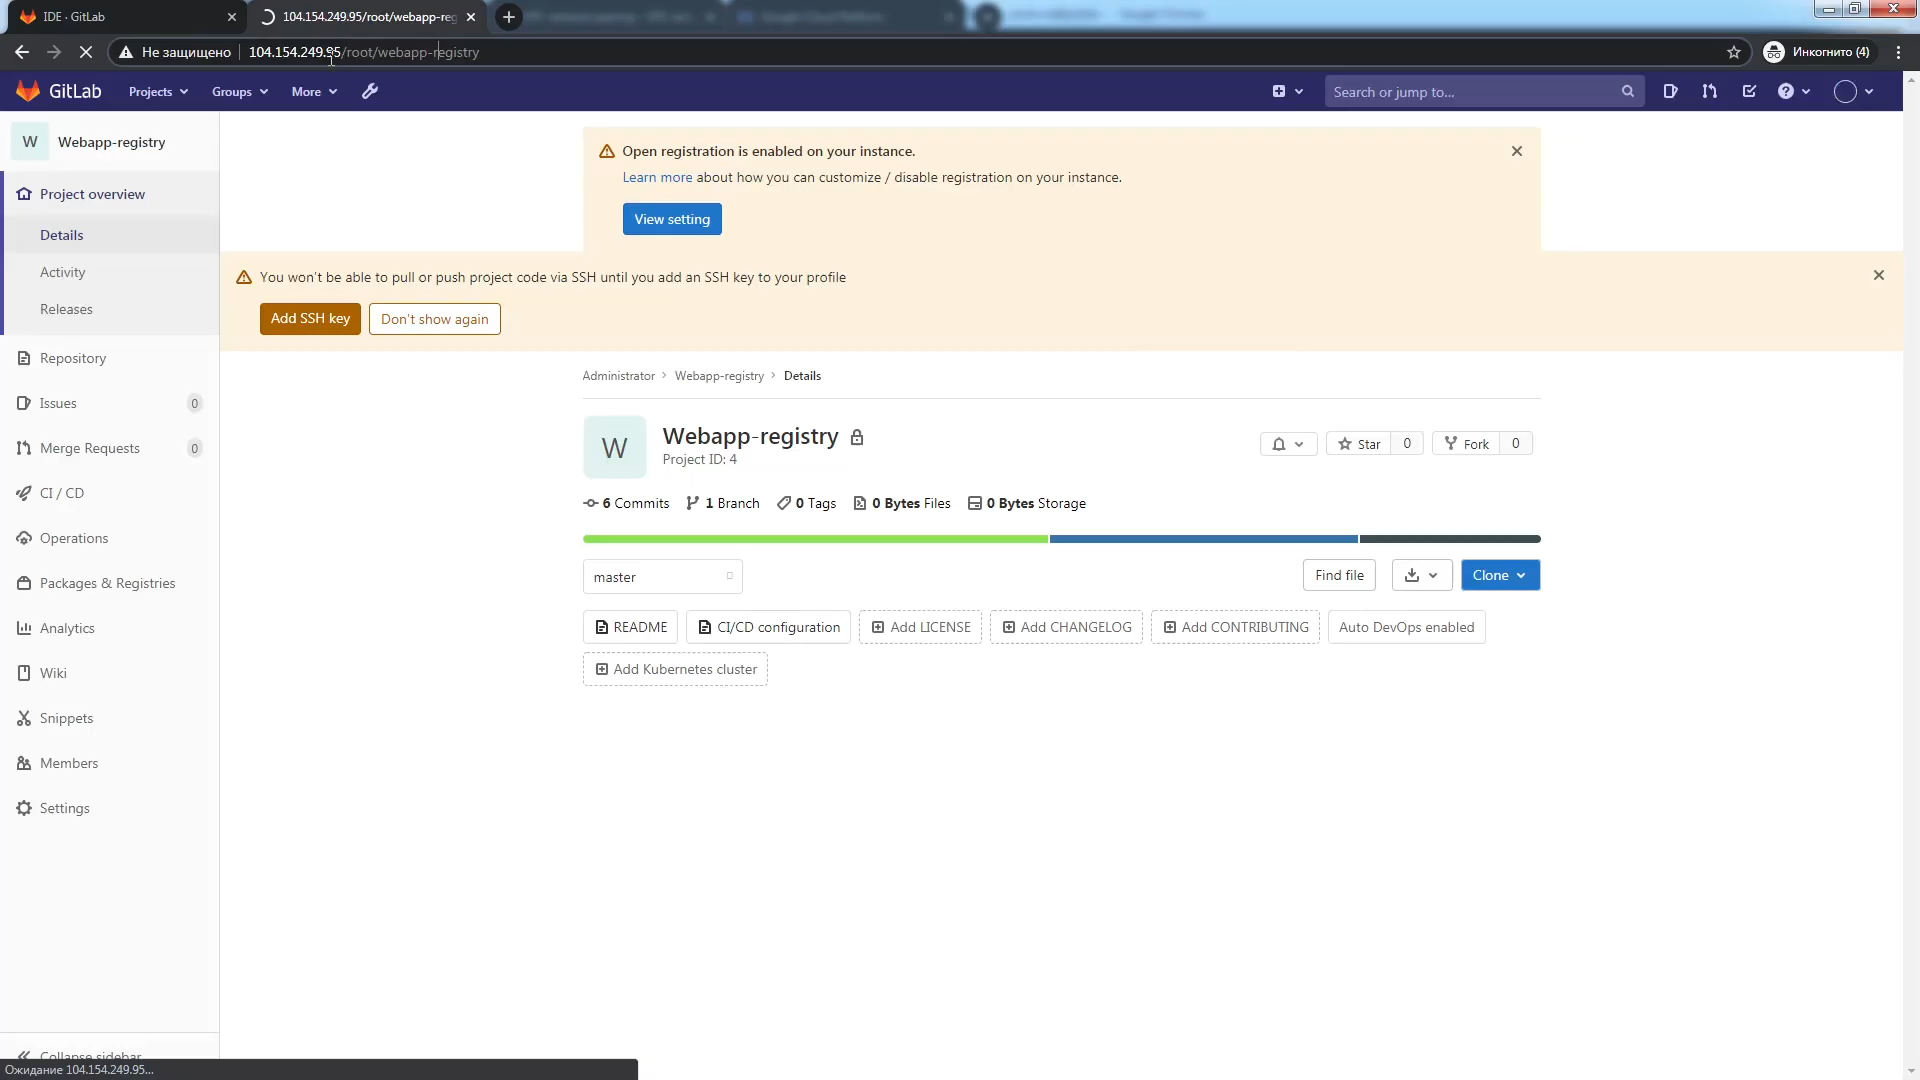 IDE · GitLab
104.154.249.95/root/webapp-reg
Не защищено
104.154.249.95/root/webapp-registry
Инкогнито (4)
GitLab
Projects
Groups
More
Search or jump to...
W
Webapp-registry
Project overview
Details
Activity
Releases
Repository
Issues 0
Merge Requests 0
CI / CD
Operations
Packages & Registries
Analytics
Wiki
Snippets
Members
Settings
Collapse sidebar
Open registration is enabled on your instance.
Learn more about how you can customize / disable registration on your instance.
View setting
You won't be able to pull or push project code via SSH until you add an SSH key to your profile
Add SSH key
Don't show again
Administrator > Webapp-registry > Details
W
Webapp-registry
Project ID: 4
Star 0
Fork 0
6 Commits 1 Branch 0 Tags 0 Bytes Files 0 Bytes Storage
master
Find file
Clone
README
CI/CD configuration
Add LICENSE
Add CHANGELOG
Add CONTRIBUTING
Auto DevOps enabled
Add Kubernetes cluster
Ожидание 104.154.249.95...